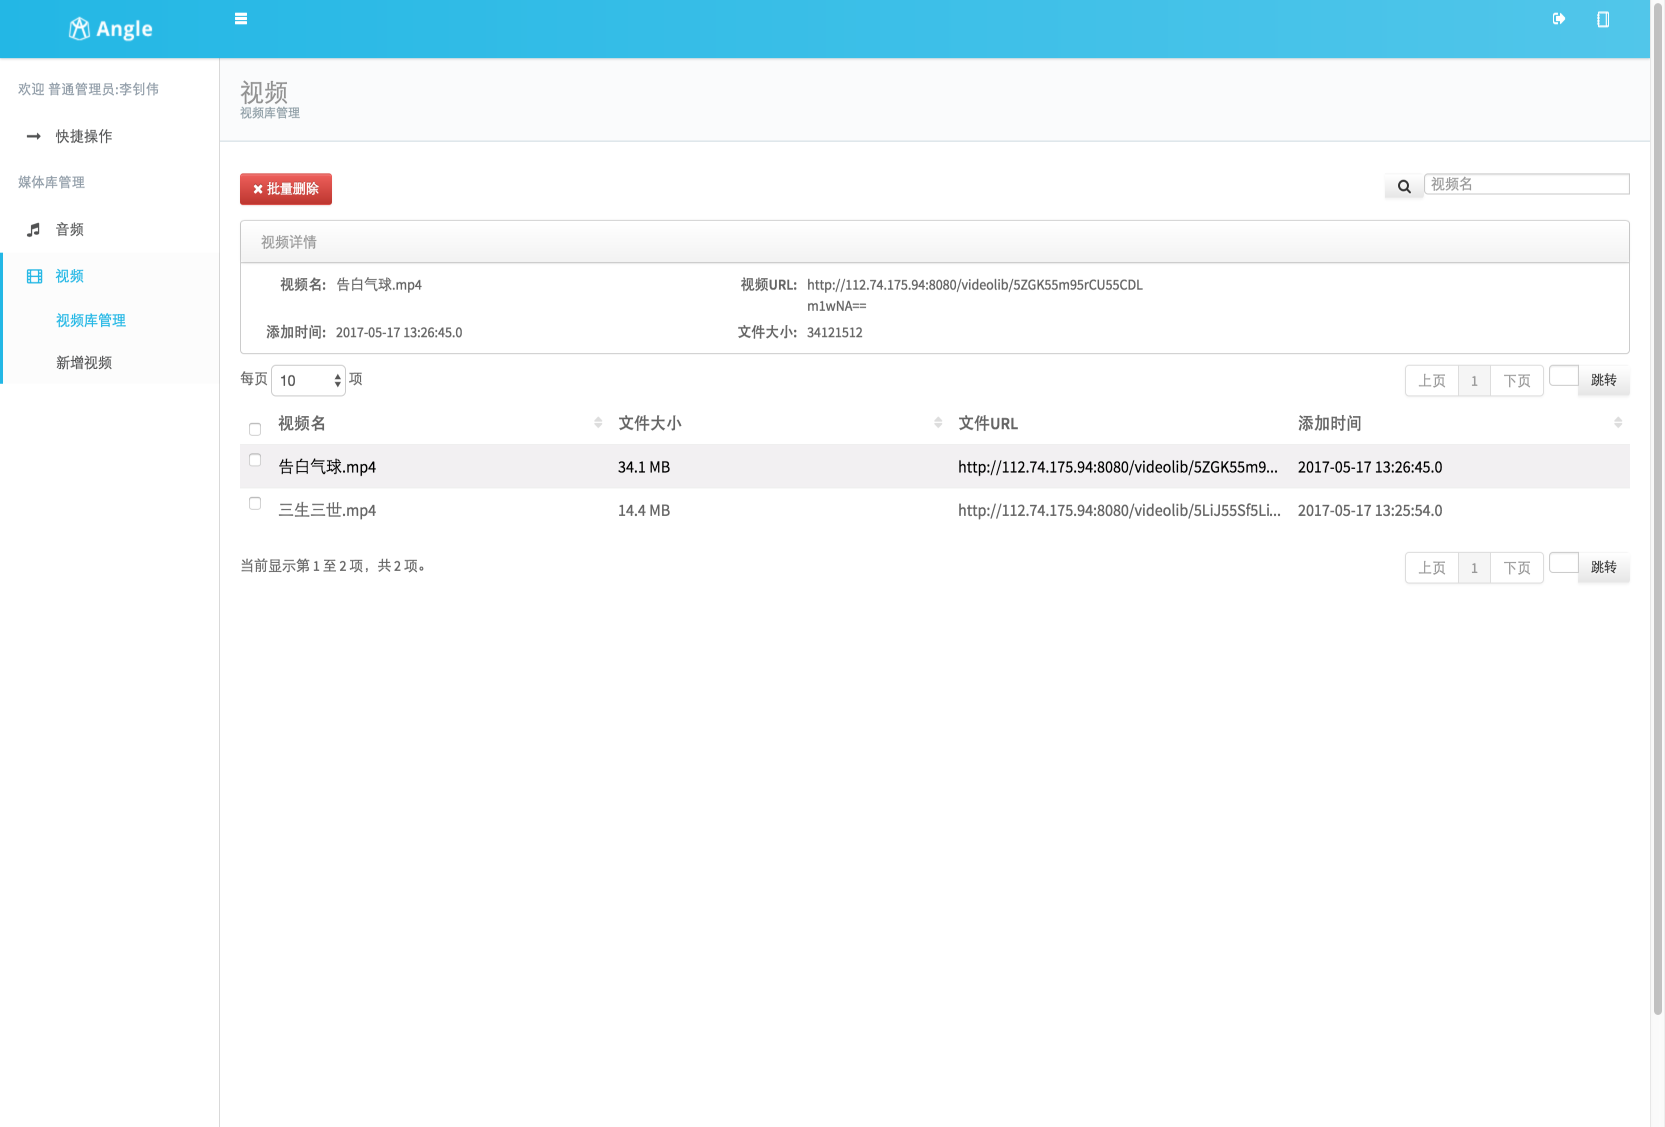 Angle
欢迎 普通管理员:李钊伟
快捷操作
媒体库管理
音频
视频
视频库管理
新增视频
视频
视频库管理
批量删除
视频名
视频详情
视频名: 告白气球.mp4 视频URL: http://112.74.175.94:8080/videolib/5ZGK55m95rCU55CDL
m1wNA==
添加时间: 2017-05-17 13:26:45.0 文件大小: 34121512
每页 10 项 上页 1 下页 跳转
视频名 文件大小 文件URL 添加时间
告白气球.mp4 34.1 MB http://112.74.175.94:8080/videolib/5ZGK55m9... 2017-05-17 13:26:45.0
三生三世.mp4 14.4 MB http://112.74.175.94:8080/videolib/5LiJ55Sf5Li... 2017-05-17 13:25:54.0
当前显示第 1 至 2 项，共 2 项。 上页 1 下页 跳转